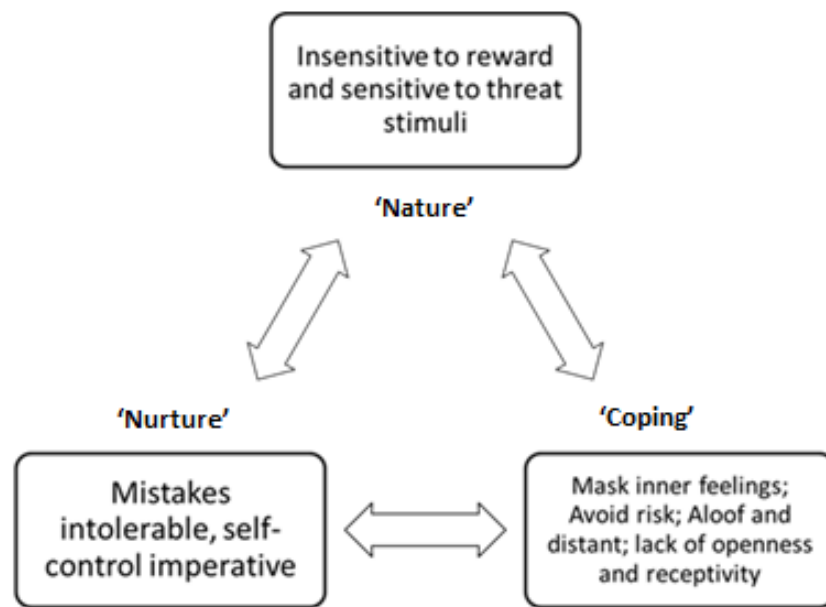 Insensitive to reward
and sensitive to threat
stimuli
‘Nature’
‘Nurture’
‘Coping’
Mistakes
intolerable, self-
control imperative
Mask inner feelings;
Avoid risk; Aloof and
distant; lack of openness
and receptivity